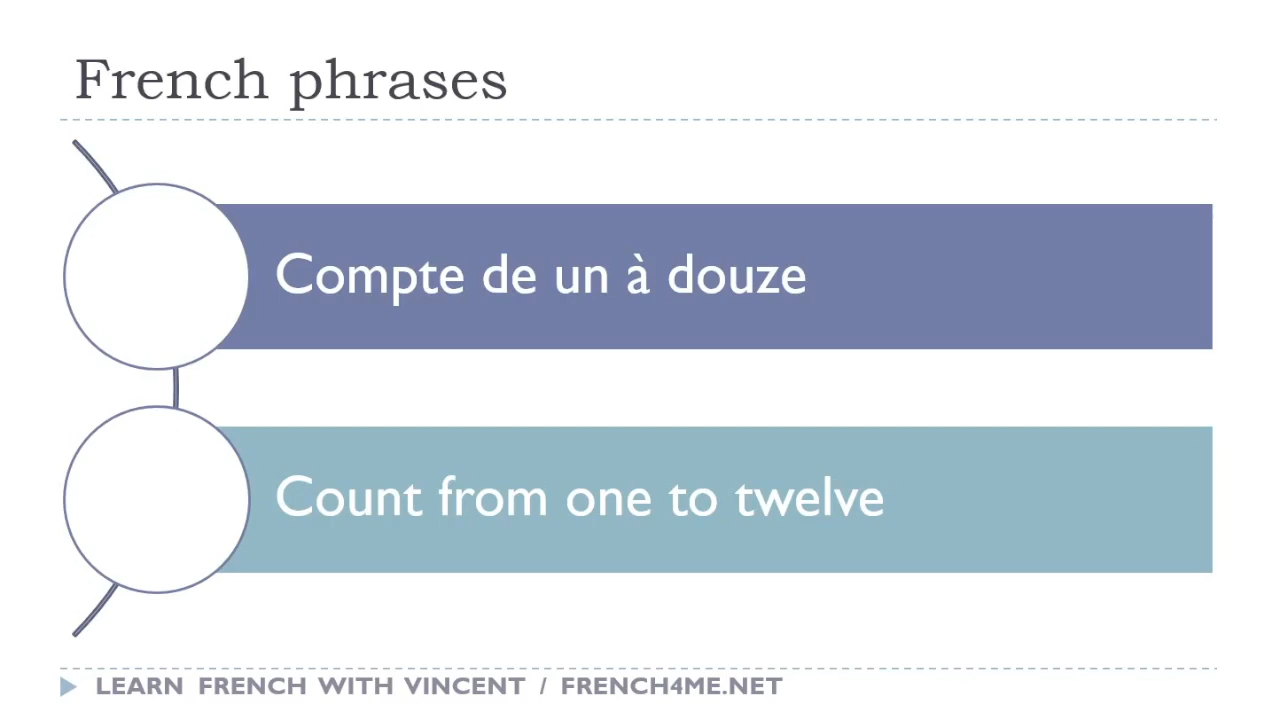 French phrases
Compte de un à douze
Count from one to twelve
LEARN FRENCH WITH VINCENT / FRENCH4ME.NET